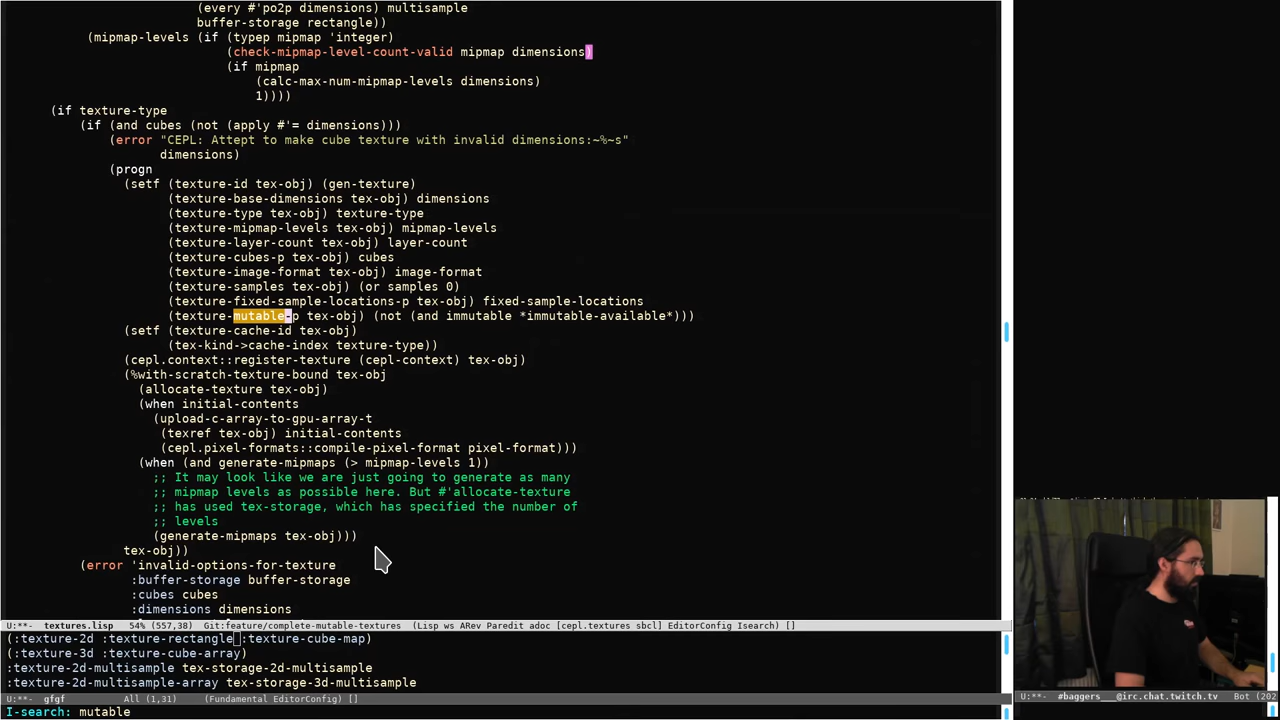 (every #'po2p dimensions) multisample
buffer-storage rectangle))
(mipmap-levels (if (typep mipmap 'integer)
(check-mipmap-level-count-valid mipmap dimensions)
(if mipmap
(calc-max-num-mipmap-levels dimensions)
1))))
(if texture-type
(if (and cubes (not (apply #'= dimensions)))
(error "CEPL: Attept to make cube texture with invalid dimensions:~%~s"
dimensions)
(progn
(setf (texture-id tex-obj) (gen-texture)
(texture-base-dimensions tex-obj) dimensions
(texture-type tex-obj) texture-type
(texture-mipmap-levels tex-obj) mipmap-levels
(texture-layer-count tex-obj) layer-count
(texture-cubes-p tex-obj) cubes
(texture-image-format tex-obj) image-format
(texture-samples tex-obj) (or samples 0)
(texture-fixed-sample-locations-p tex-obj) fixed-sample-locations
(texture-mutable-p tex-obj) (not (and immutable *immutable-available*)))
(setf (texture-cache-id tex-obj)
(tex-kind->cache-index texture-type))
(cepl.context::register-texture (cepl-context) tex-obj)
(%with-scratch-texture-bound tex-obj
(allocate-texture tex-obj)
(when initial-contents
(upload-c-array-to-gpu-array-t
(texref tex-obj) initial-contents
(cepl.pixel-formats::compile-pixel-format pixel-format)))
(when (and generate-mipmaps (> mipmap-levels 1))
;; It may look like we are just going to generate as many
;; mipmap levels as possible here. But #'allocate-texture
;; has used tex-storage, which has specified the number of
;; levels
(generate-mipmaps tex-obj)))
tex-obj))
(error 'invalid-options-for-texture
:buffer-storage buffer-storage
:cubes cubes
:dimensions dimensions
U:**- textures.lisp 54% (557,38) Git:feature/complete-mutable-textures (Lisp ws ARev Paredit adoc [cepl.textures sbcl] EditorConfig Isearch) []
(:texture-2d :texture-rectangle :texture-cube-map)
(:texture-3d :texture-cube-array)
:texture-2d-multisample tex-storage-2d-multisample
:texture-2d-multisample-array tex-storage-3d-multisample
U:**- gfgf All (1,31) (Fundamental EditorConfig) []
U:**- #baggers___@irc.chat.twitch.tv Bot (202
I-search: mutable